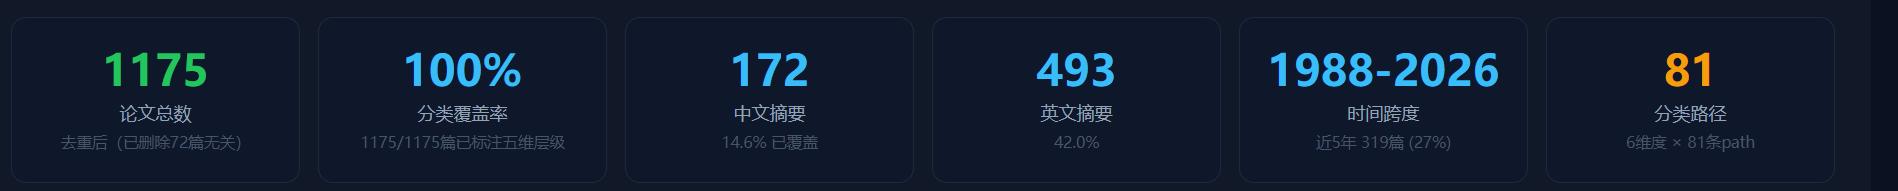 1175
论文总数
去重后（已删除72篇无关）
100%
分类覆盖率
1175/1175篇已标注五维层级
172
中文摘要
14.6% 已覆盖
493
英文摘要
42.0%
1988-2026
时间跨度
近5年 319篇 (27%)
81
分类路径
6维度 × 81条path